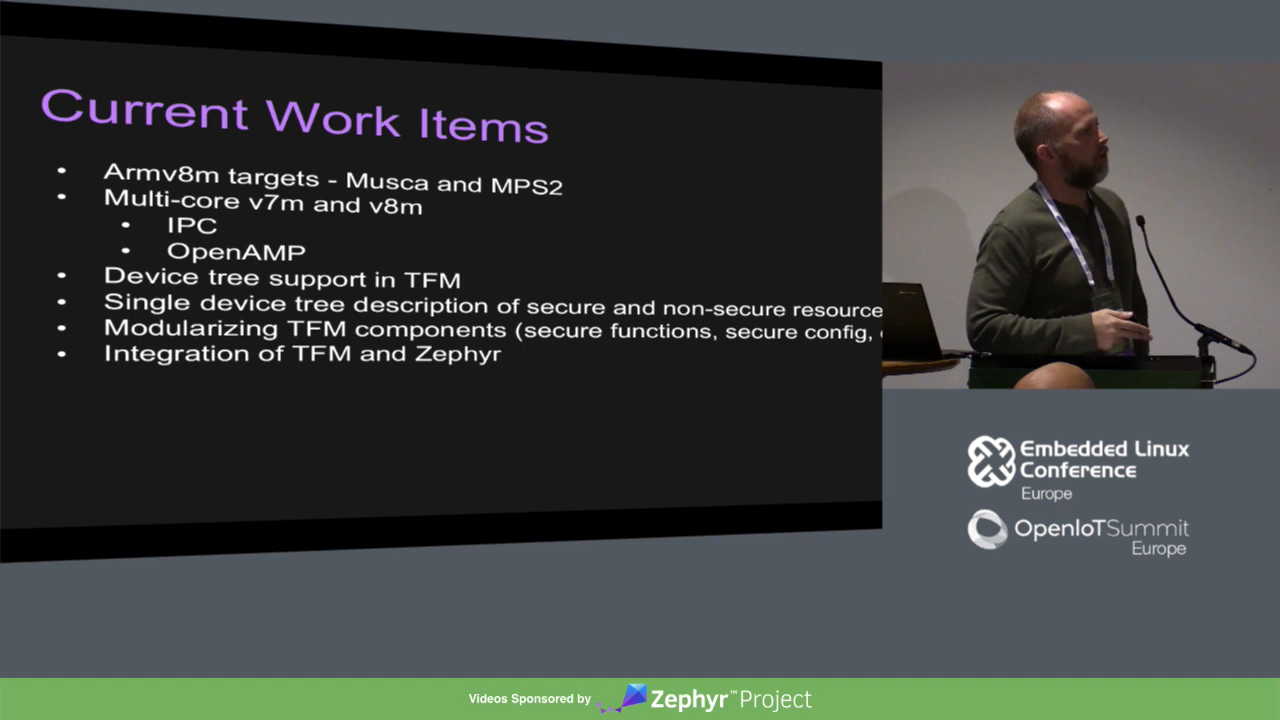 Current Work Items
• Armv8m targets - Musca and MPS2
• Multi-core v7m and v8m
• IPC
• OpenAMP
• Device tree support in TFM
• Single device tree description of secure and non-secure resource
• Modularizing TFM components (secure functions, secure config,
• Integration of TFM and Zephyr
Embedded Linux
Conference
Europe
OpenIoTSummit
Europe
Videos Sponsored by Zephyr™Project